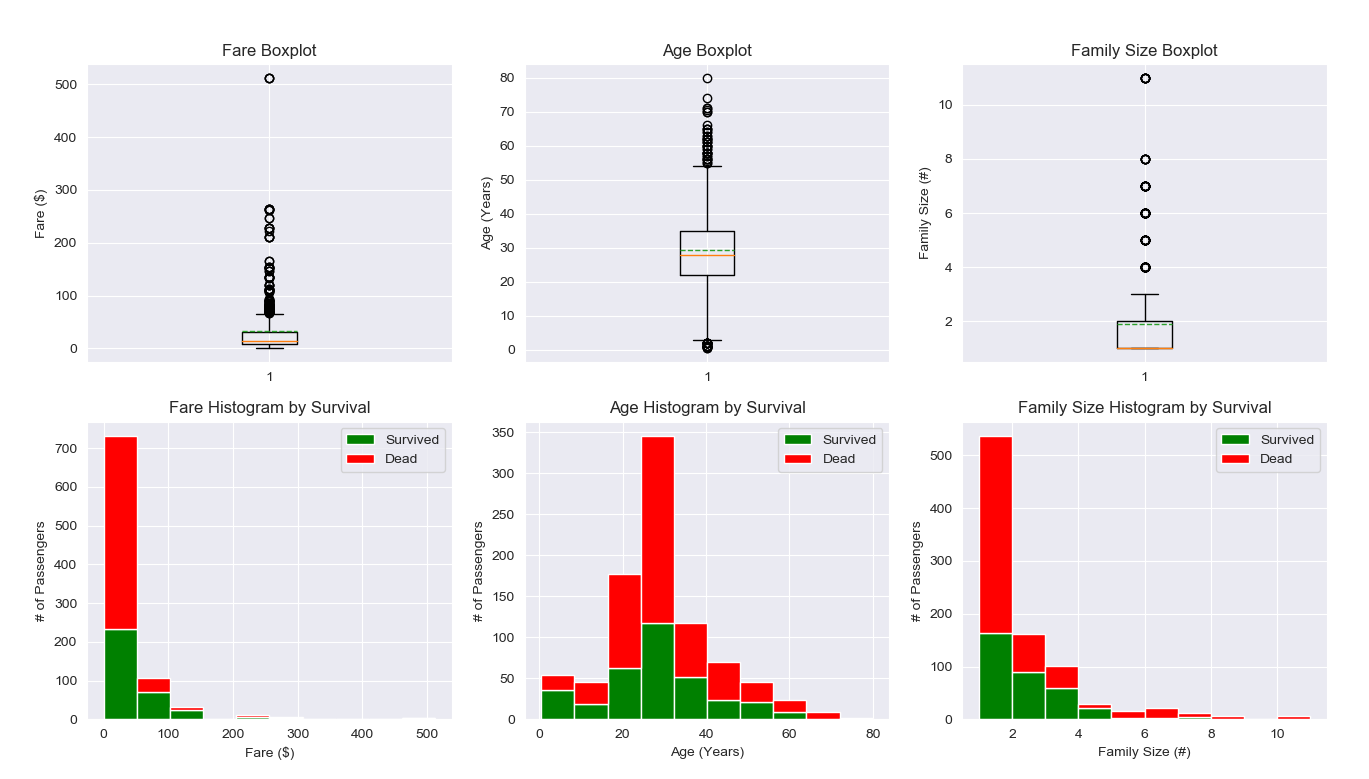 Fare Boxplot
Fare ($)
500
400
300
200
100
0
1
Age Boxplot
Age (Years)
80
70
60
50
40
30
20
10
0
1
Family Size Boxplot
Family Size (#)
10
8
6
4
2
1
Fare Histogram by Survival
# of Passengers
700
600
500
400
300
200
100
0
Survived
Dead
0 100 200 300 400 500
Fare ($)
Age Histogram by Survival
# of Passengers
350
300
250
200
150
100
50
0
Survived
Dead
0 20 40 60 80
Age (Years)
Family Size Histogram by Survival
# of Passengers
500
400
300
200
100
0
Survived
Dead
2 4 6 8 10
Family Size (#)